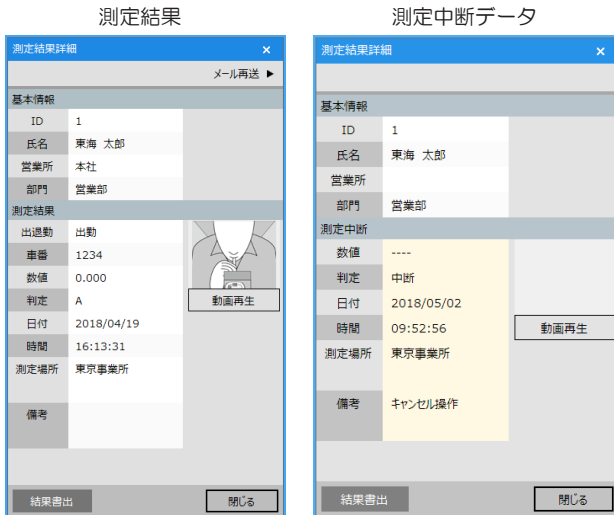 測定結果
測定結果詳細 ×
メール再送 ▶
基本情報
ID 1
氏名 東海 太郎
営業所 本社
部門 営業部
測定結果
出退勤 出勤
車番 1234
数値 0.000
判定 A
動画再生
日付 2018/04/19
時間 16:13:31
測定場所 東京事業所
備考
結果書出 閉じる
測定中断データ
測定結果詳細 ×
基本情報
ID 1
氏名 東海 太郎
営業所
部門 営業部
測定中断
数値 ----
判定 中断
日付 2018/05/02
時間 09:52:56
動画再生
測定場所 東京事業所
備考 キャンセル操作
結果書出 閉じる